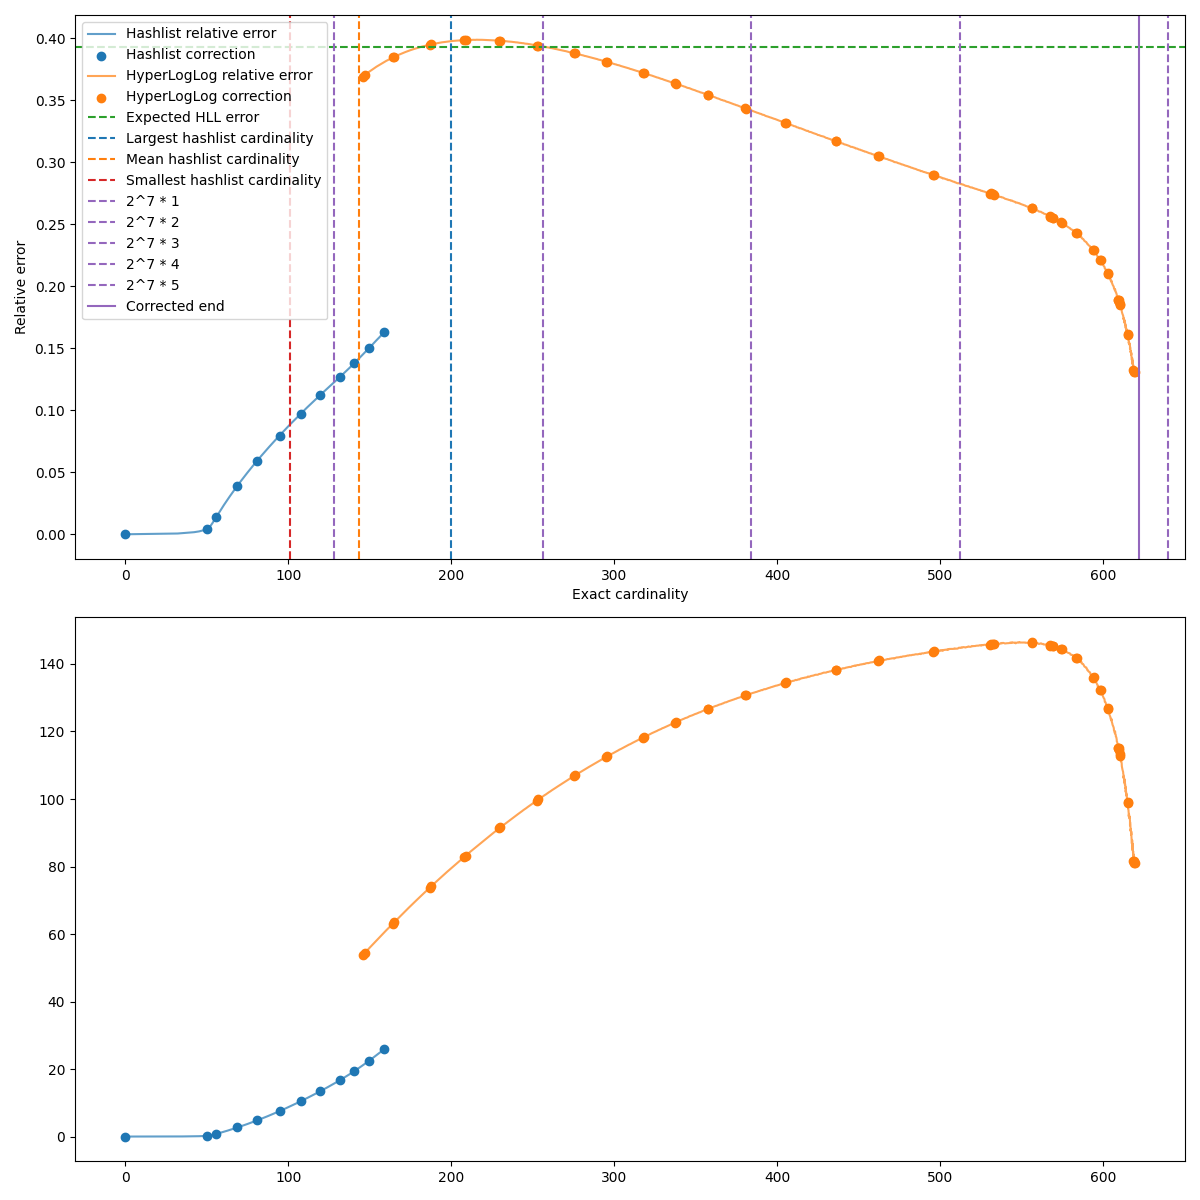 0.40
0.35
0.30
0.25
0.20
0.15
0.10
0.05
0.00
Relative error
Hashlist relative error
Hashlist correction
HyperLogLog relative error
HyperLogLog correction
Expected HLL error
Largest hashlist cardinality
Mean hashlist cardinality
Smallest hashlist cardinality
2^7 * 1
2^7 * 2
2^7 * 3
2^7 * 4
2^7 * 5
Corrected end
0 100 200 300 400 500 600
Exact cardinality
140
120
100
80
60
40
20
0
0 100 200 300 400 500 600